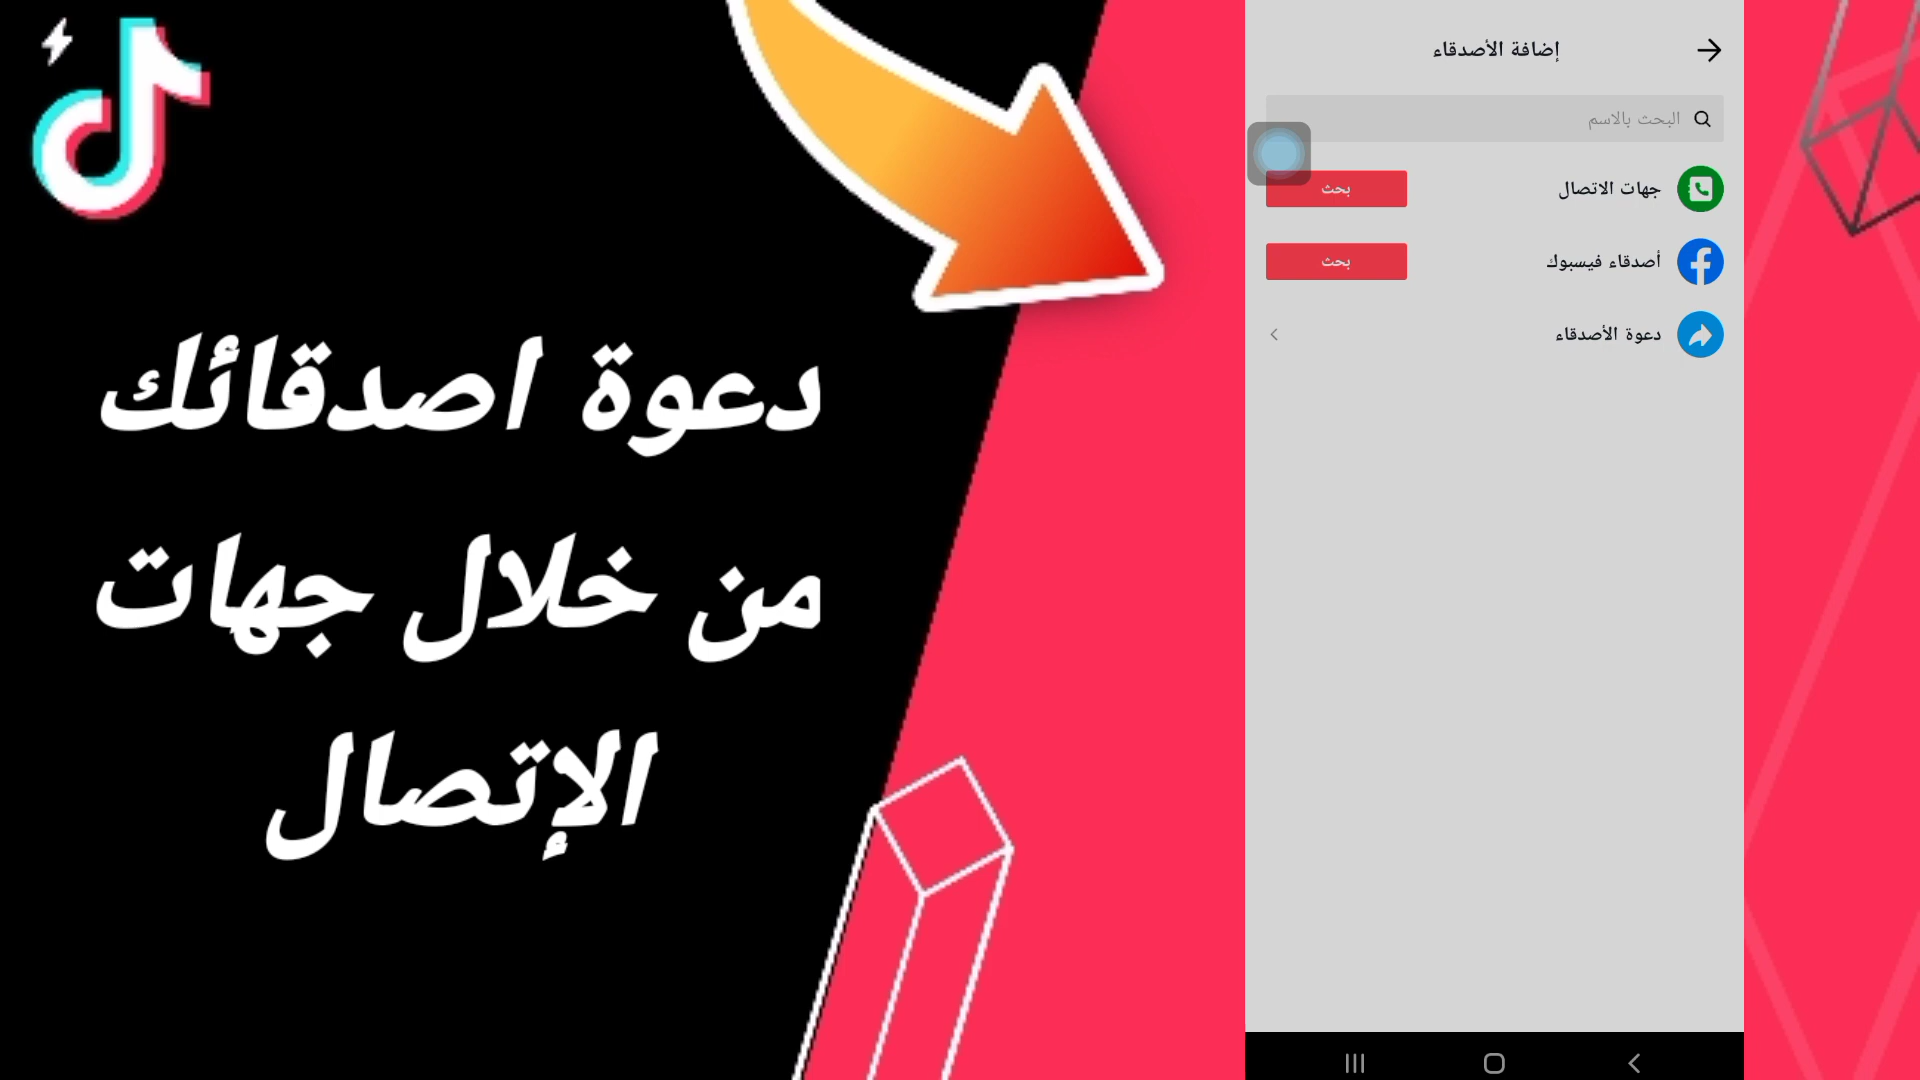 دعوة اصدقائك
من خلال جهات
الإتصال
إضافة الأصدقاء
البحث بالاسم
جهات الاتصال
بحث
أصدقاء فيسبوك
بحث
دعوة الأصدقاء